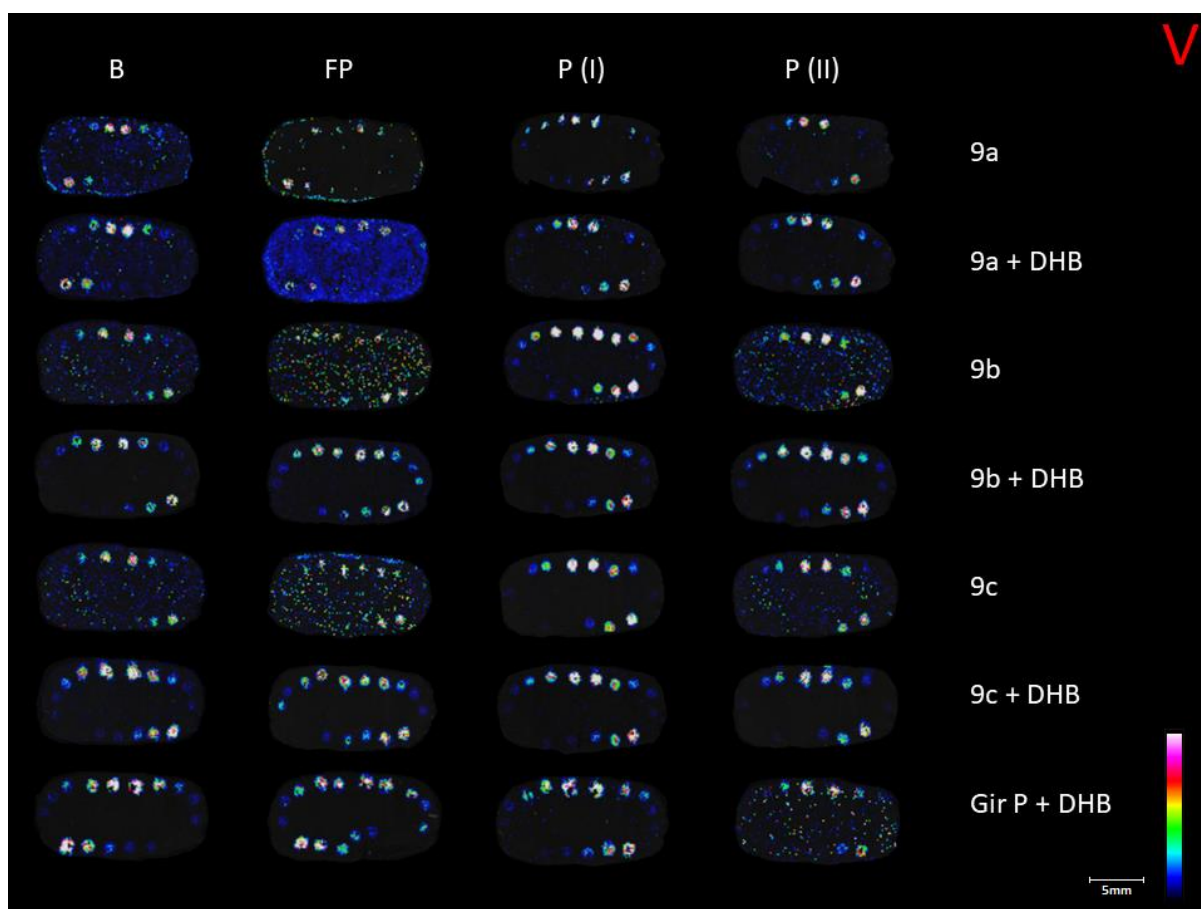 V
B FP P (I) P (II)
9a
9a + DHB
9b
9b + DHB
9c
9c + DHB
Gir P + DHB
5mm